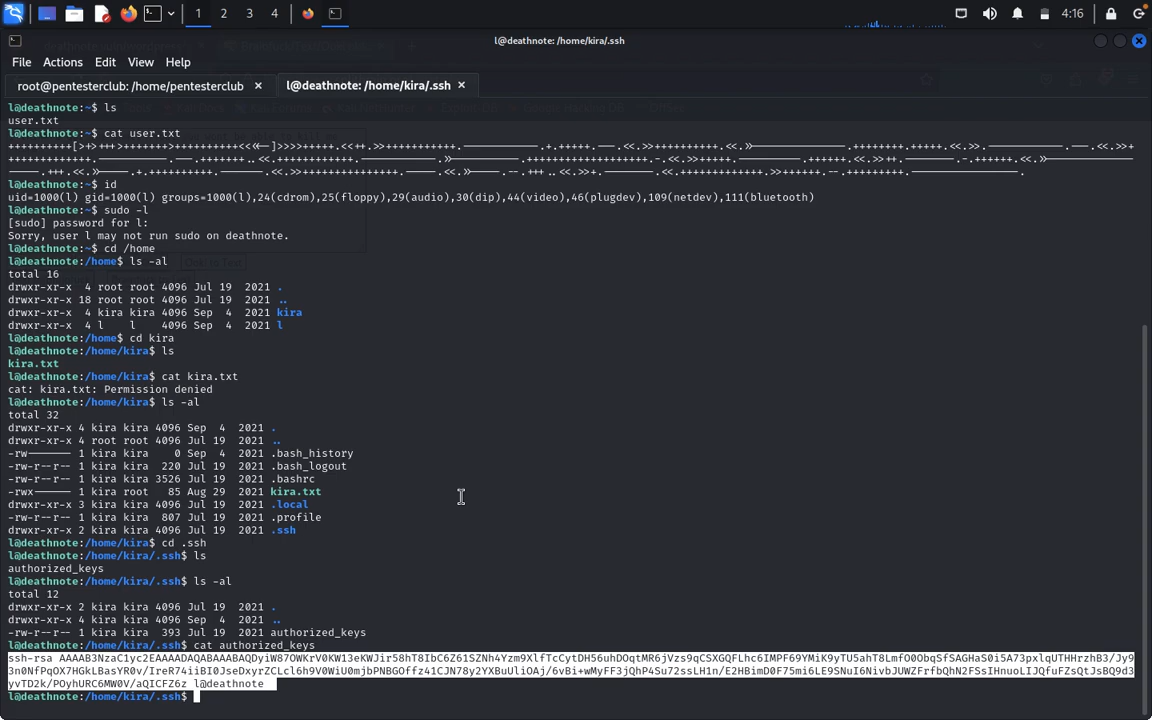 1 2 3 4 4:16
l@deathnote: /home/kira/.ssh
File Actions Edit View Help
root@pentesterclub: /home/pentesterclub l@deathnote: /home/kira/.ssh
l@deathnote:~$ ls
user.txt
l@deathnote:~$ cat user.txt
l@deathnote:~$ id
uid=1000(l) gid=1000(l) groups=1000(l),24(cdrom),25(floppy),29(audio),30(dip),44(video),46(plugdev),109(netdev),111(bluetooth)
l@deathnote:~$ sudo -l
[sudo] password for l:
Sorry, user l may not run sudo on deathnote.
l@deathnote:~$ cd /home
l@deathnote:/home$ ls -al
total 16
drwxr-xr-x 4 root root 4096 Jul 19 2021 .
drwxr-xr-x 18 root root 4096 Jul 19 2021 ..
drwxr-xr-x 4 kira kira 4096 Sep 4 2021 kira
drwxr-xr-x 4 l l 4096 Sep 4 2021 l
l@deathnote:/home$ cd kira
l@deathnote:/home/kira$ ls
kira.txt
l@deathnote:/home/kira$ cat kira.txt
cat: kira.txt: Permission denied
l@deathnote:/home/kira$ ls -al
total 32
drwxr-xr-x 4 kira kira 4096 Sep 4 2021 .
drwxr-xr-x 4 root root 4096 Jul 19 2021 ..
-rw------- 1 kira kira 0 Sep 4 2021 .bash_history
-rw-r--r-- 1 kira kira 220 Jul 19 2021 .bash_logout
-rw-r--r-- 1 kira kira 3526 Jul 19 2021 .bashrc
-rwx------ 1 kira root 85 Aug 29 2021 kira.txt
drwxr-xr-x 3 kira kira 4096 Jul 19 2021 .local
-rw-r--r-- 1 kira kira 807 Jul 19 2021 .profile
drwxr-xr-x 2 kira kira 4096 Jul 19 2021 .ssh
l@deathnote:/home/kira$ cd .ssh
l@deathnote:/home/kira/.ssh$ ls
authorized_keys
l@deathnote:/home/kira/.ssh$ ls -al
total 12
drwxr-xr-x 2 kira kira 4096 Jul 19 2021 .
drwxr-xr-x 4 kira kira 4096 Sep 4 2021 ..
-rw-r--r-- 1 kira kira 393 Jul 19 2021 authorized_keys
l@deathnote:/home/kira/.ssh$ cat authorized_keys
ssh-rsa
l@deathnote
l@deathnote:/home/kira/.ssh$